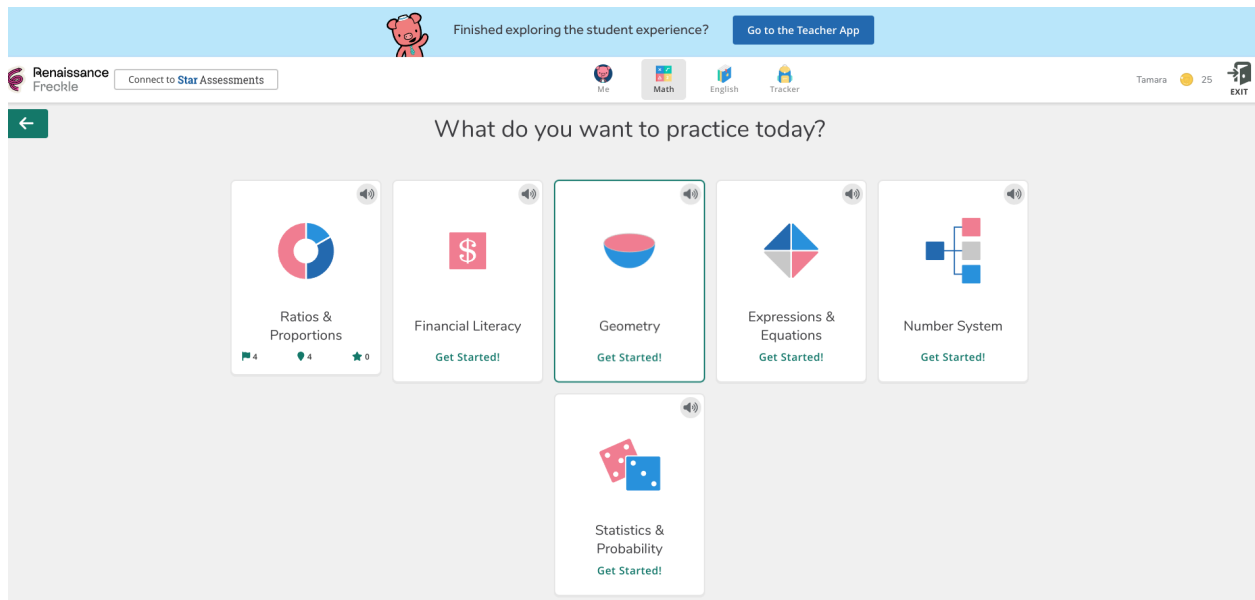 Finished exploring the student experience?
Go to the Teacher App
Renaissance
Freckle
Connect to Star Assessments
Me
Math
English
Tracker
Tamara
25
EXIT
What do you want to practice today?
Ratios &
Proportions
4
4
0
$
Financial Literacy
Get Started!
Geometry
Get Started!
Expressions &
Equations
Get Started!
Number System
Get Started!
Statistics &
Probability
Get Started!